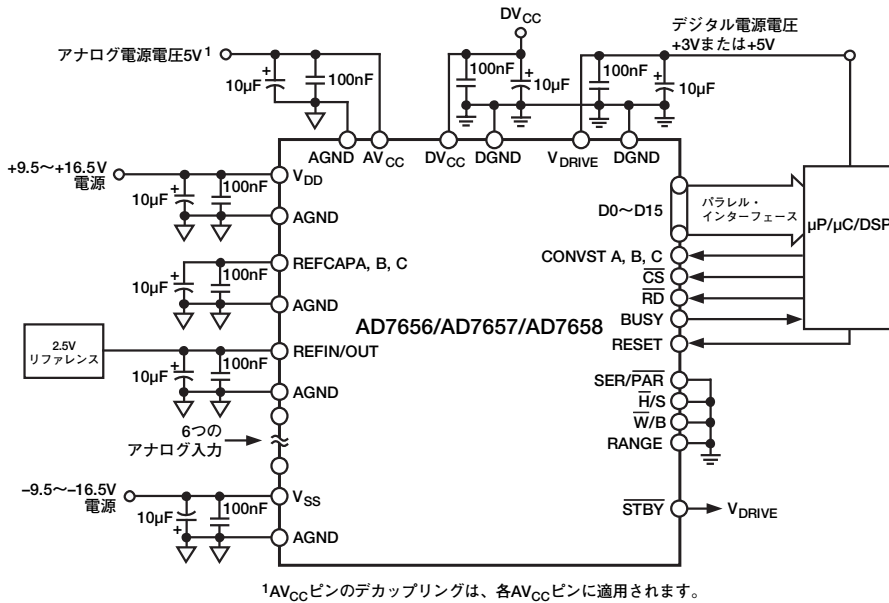 DVCC
アナログ電源電圧5V1
デジタル電源電圧
+3Vまたは+5V
10µF
+
100nF
100nF
+
10µF
100nF
+
10µF
AGND
AVCC
DVCC
DGND
VDRIVE
DGND
+9.5〜+16.5V
電源
10µF
+
100nF
VDD
AGND
10µF
+
100nF
REFCAPA, B, C
AGND
2.5V
リファレンス
10µF
+
100nF
REFIN/OUT
AGND
6つの
アナログ入力
–9.5〜–16.5V
電源
10µF
+
100nF
VSS
AGND
AD7656/AD7657/AD7658
D0〜D15
パラレル・
インターフェース
µP/µC/DSP
CONVST A, B, C
CS
RD
BUSY
RESET
SER/PAR
H/S
W/B
RANGE
STBY
VDRIVE
1AVCCピンのデカップリングは、各AVCCピンに適用されます。